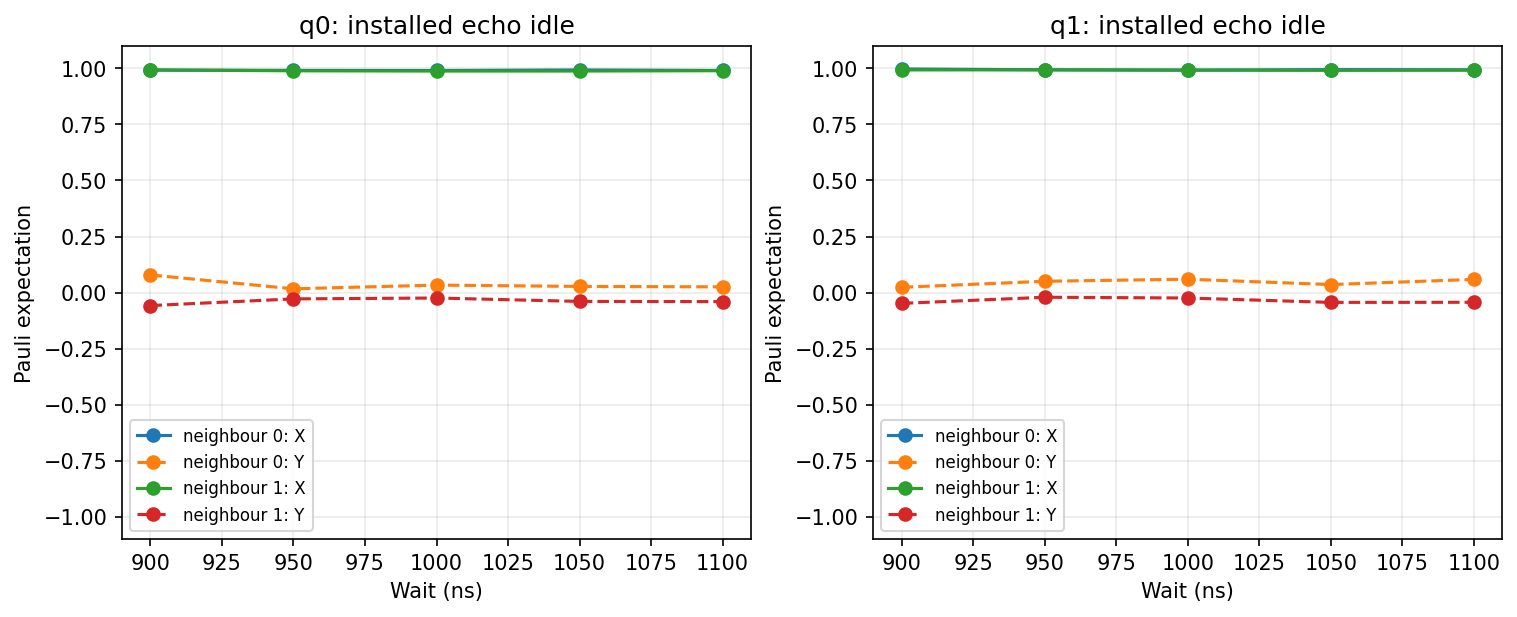 q0: installed echo idle
Pauli expectation
1.00
0.75
0.50
0.25
0.00
−0.25
−0.50
−0.75
−1.00
neighbour 0: X
neighbour 0: Y
neighbour 1: X
neighbour 1: Y
900 925 950 975 1000 1025 1050 1075 1100
Wait (ns)
q1: installed echo idle
Pauli expectation
1.00
0.75
0.50
0.25
0.00
−0.25
−0.50
−0.75
−1.00
neighbour 0: X
neighbour 0: Y
neighbour 1: X
neighbour 1: Y
900 925 950 975 1000 1025 1050 1075 1100
Wait (ns)